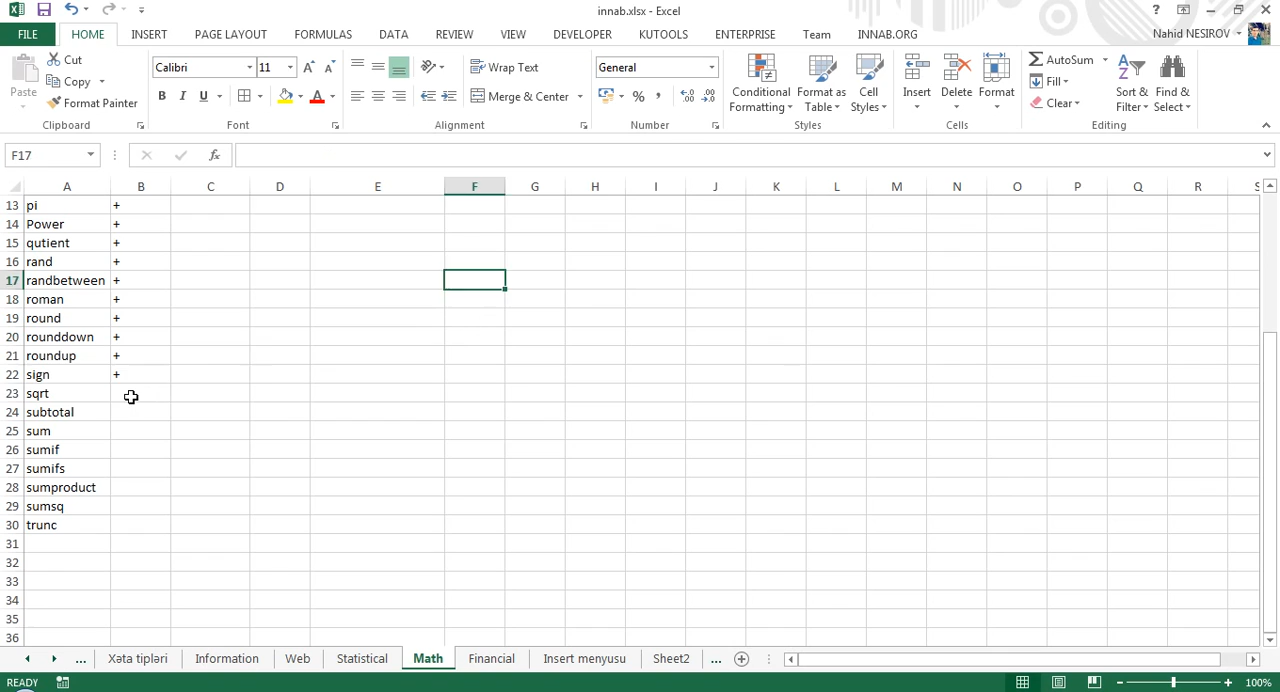 innab.xlsx - Excel
?
FILE HOME INSERT PAGE LAYOUT FORMULAS DATA REVIEW VIEW DEVELOPER KUTOOLS ENTERPRISE Team INNAB.ORG Nahid NESIROV
Paste
Cut
Copy
Format Painter
Clipboard
Calibri 11
B I U
Font
Wrap Text
Merge & Center
Alignment
General
%
Number
Conditional Formatting
Format as Table
Cell Styles
Styles
Insert
Delete
Format
Cells
AutoSum
Fill
Clear
Sort & Filter
Find & Select
Editing
F17 fx
A B C D E F G H I J K L M N O P Q R S
13 pi +
14 Power +
15 qutient +
16 rand +
17 randbetween +
18 roman +
19 round +
20 rounddown +
21 roundup +
22 sign +
23 sqrt
24 subtotal
25 sum
26 sumif
27 sumifs
28 sumproduct
29 sumsq
30 trunc
31
32
33
34
35
36
... Xəta tipləri Information Web Statistical Math Financial Insert menyusu Sheet2 ...
READY 100%